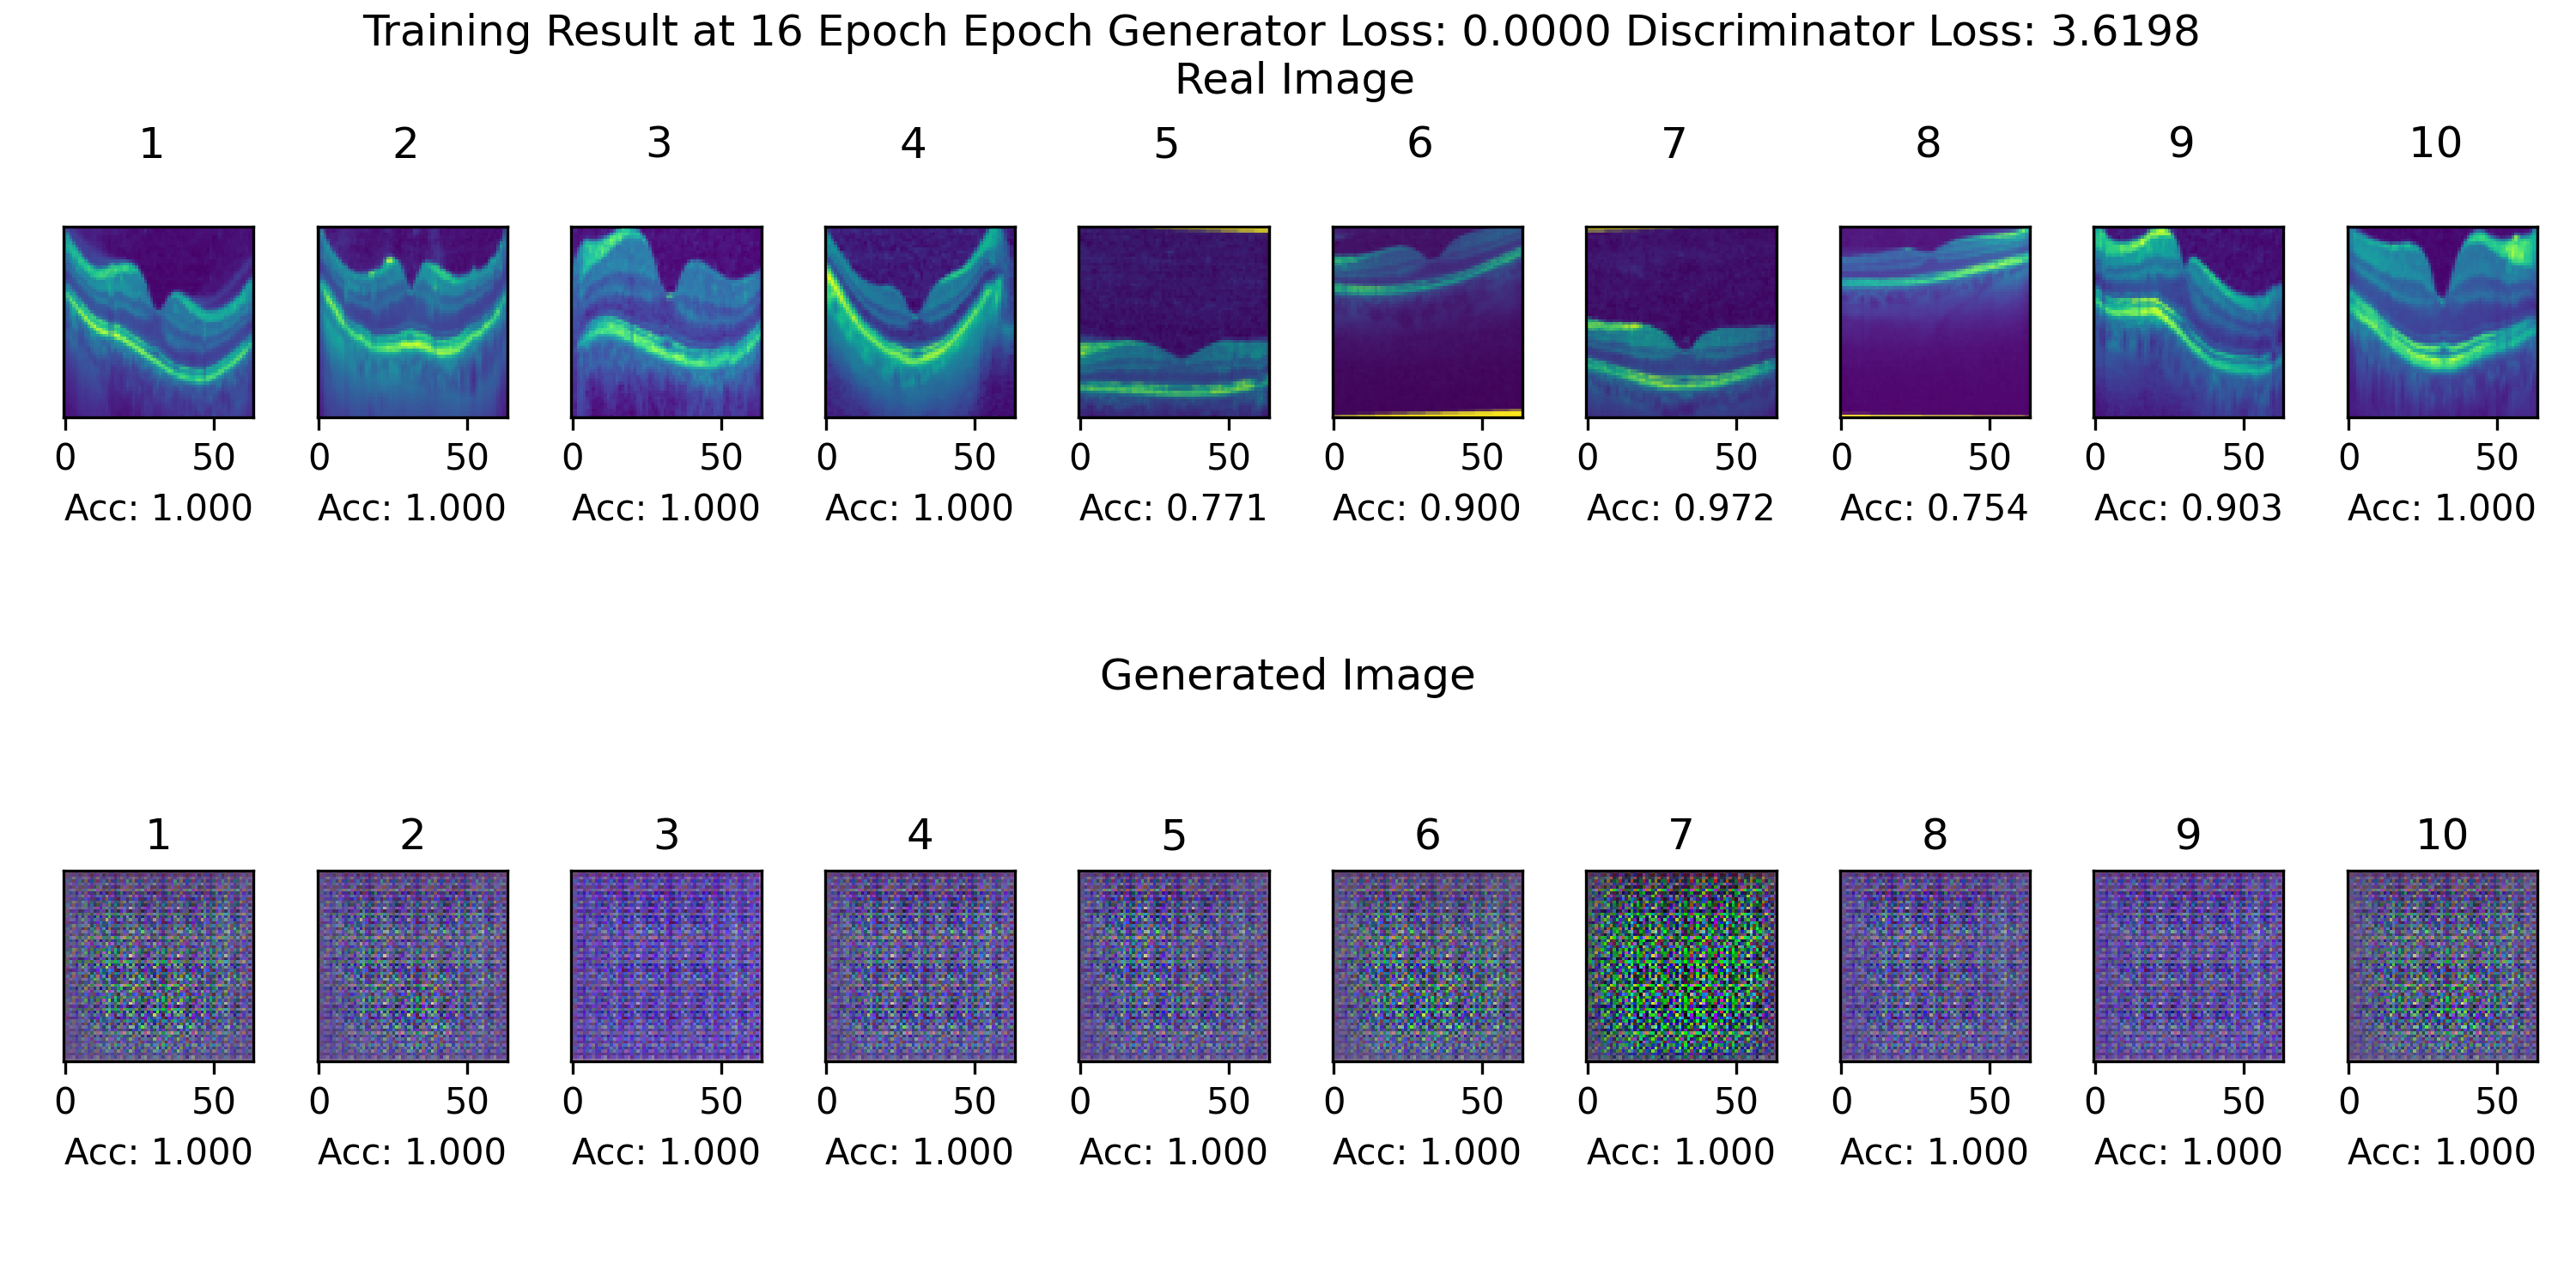 Training Result at 16 Epoch Epoch Generator Loss: 0.0000 Discriminator Loss: 3.6198
Real Image
1 2 3 4 5 6 7 8 9 10
0 50 0 50 0 50 0 50 0 50 0 50 0 50 0 50 0 50 0 50
Acc: 1.000 Acc: 1.000 Acc: 1.000 Acc: 1.000 Acc: 0.771 Acc: 0.900 Acc: 0.972 Acc: 0.754 Acc: 0.903 Acc: 1.000
Generated Image
1 2 3 4 5 6 7 8 9 10
0 50 0 50 0 50 0 50 0 50 0 50 0 50 0 50 0 50 0 50
Acc: 1.000 Acc: 1.000 Acc: 1.000 Acc: 1.000 Acc: 1.000 Acc: 1.000 Acc: 1.000 Acc: 1.000 Acc: 1.000 Acc: 1.000